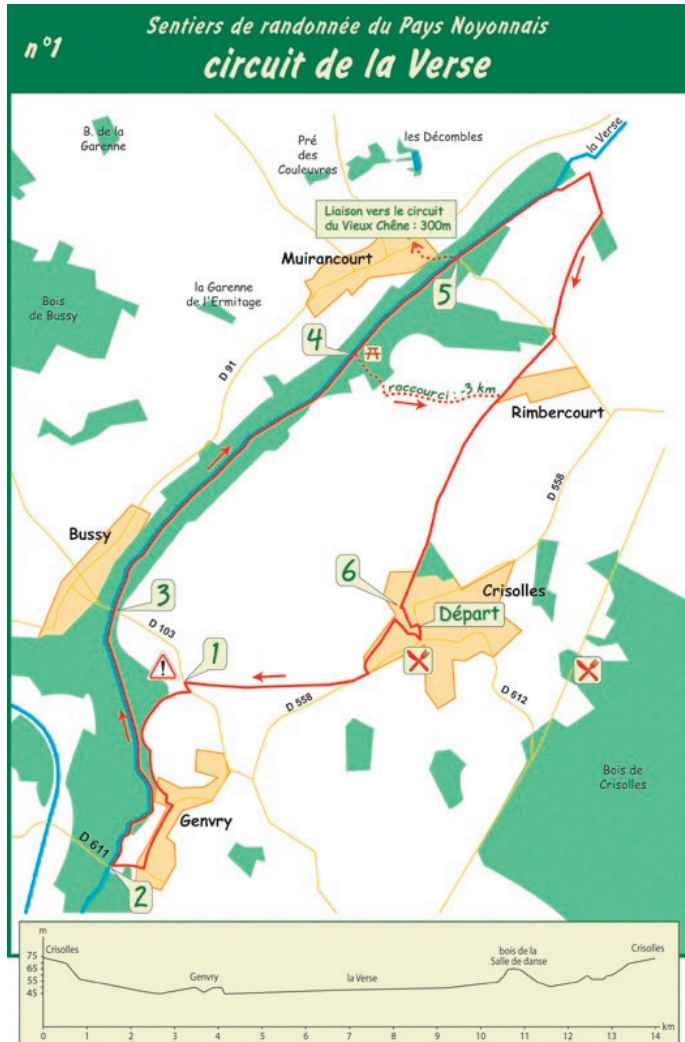 Sentiers de randonnée du Pays Noyonnais
n°1
circuit de la Verse
B. de la
Garenne
Pré
des
Couleuvres
les Décombles
la Verse
Liaison vers le circuit
du Vieux Chêne : 300m
Muirancourt
5
Bois
de Bussy
la Garenne
de l'Ermitage
4
D 91
raccourci : -3 km
Rimbercourt
D 558
Bussy
6
Crisolles
3
Départ
D 103
!
1
D 558
D 612
Bois de
Crisolles
Genvry
D 611
2
m
Crisolles
Genvry
la Verse
bois de la
Salle de danse
Crisolles
75
65
55
45
0 1 2 3 4 5 6 7 8 9 10 11 12 13 14
km